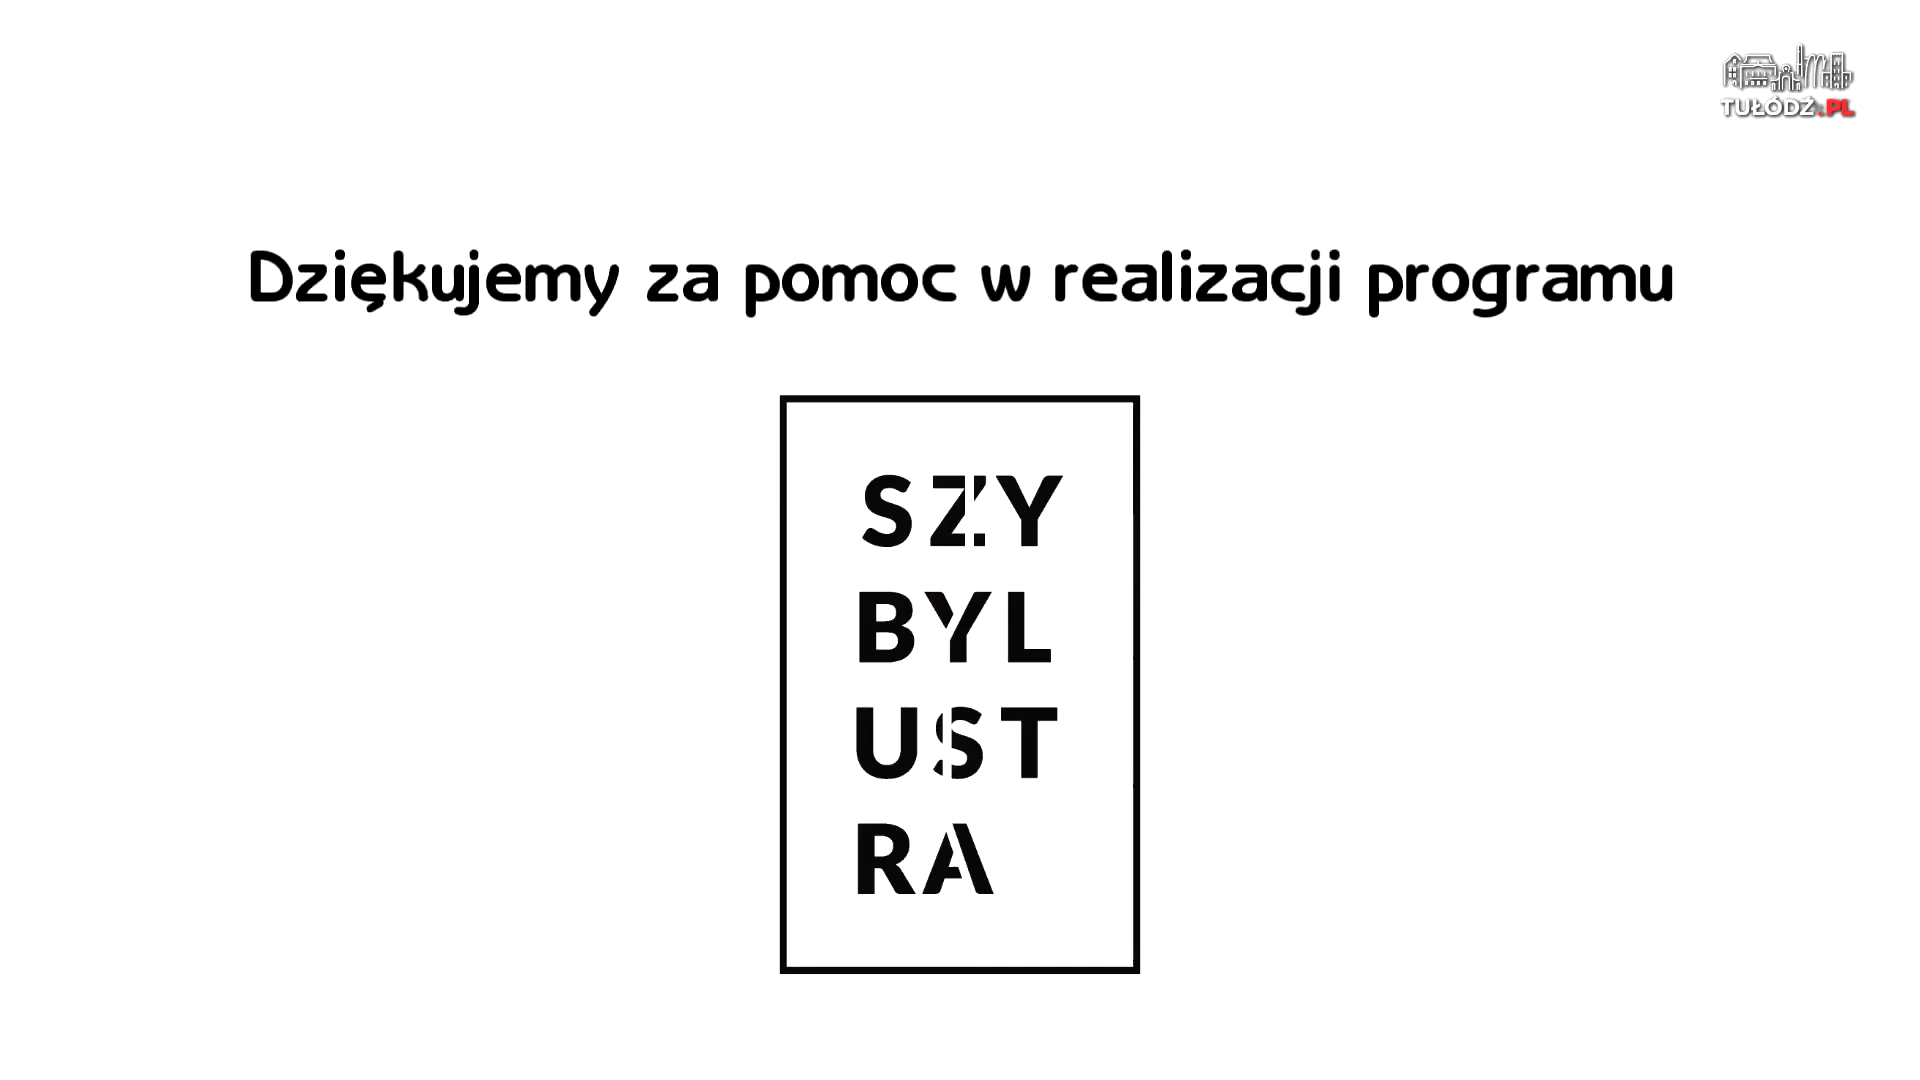 TUŁÓDŹ.PL
Dziękujemy za pomoc w realizacji programu
SZY
BYL
UST
RA